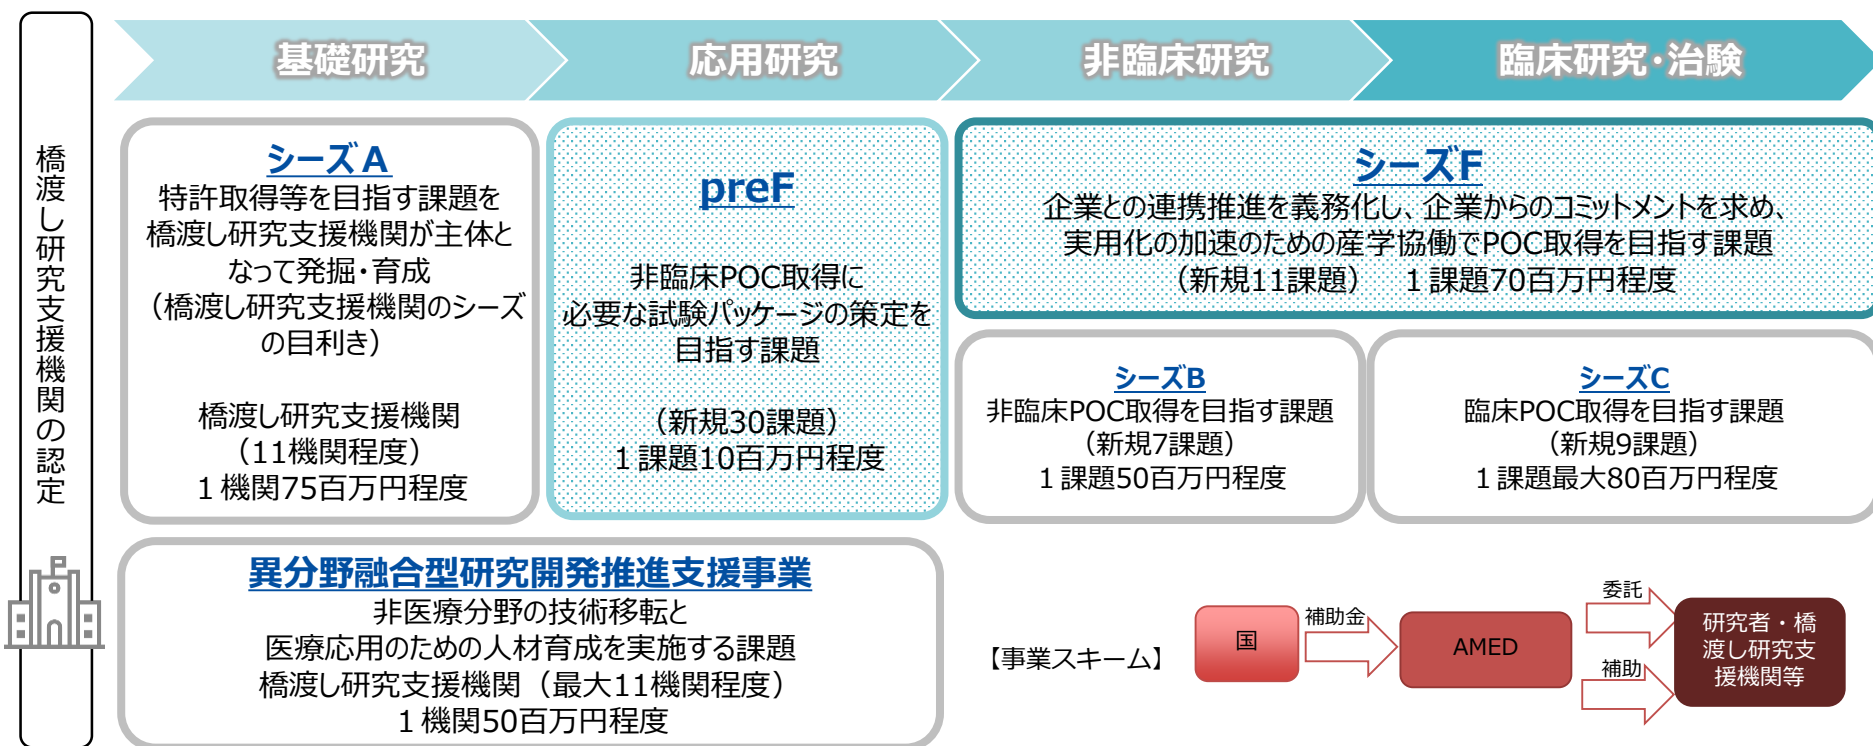 橋渡し研究支援機関の認定
基礎研究
応用研究
非臨床研究
臨床研究・治験
シーズA
特許取得等を目指す課題を
橋渡し研究支援機関が主体と
なって発掘・育成
（橋渡し研究支援機関のシーズ
の目利き）
橋渡し研究支援機関
（11機関程度）
１機関75百万円程度
preF
非臨床POC取得に
必要な試験パッケージの策定を
目指す課題
（新規30課題）
１課題10百万円程度
シーズF
企業との連携推進を義務化し、企業からのコミットメントを求め、
実用化の加速のための産学協働でPOC取得を目指す課題
（新規11課題）　１課題70百万円程度
シーズB
非臨床POC取得を目指す課題
（新規7課題）
１課題50百万円程度
シーズC
臨床POC取得を目指す課題
（新規9課題）
１課題最大80百万円程度
異分野融合型研究開発推進支援事業
非医療分野の技術移転と
医療応用のための人材育成を実施する課題
橋渡し研究支援機関（最大11機関程度）
１機関50百万円程度
【事業スキーム】
国
補助金
AMED
委託
補助
研究者・橋
渡し研究支
援機関等